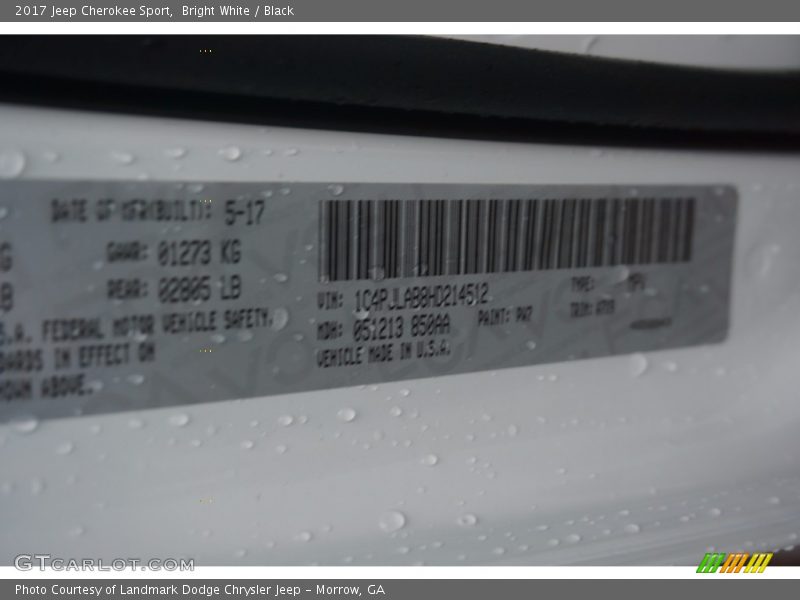 2017 Jeep Cherokee Sport, Bright White / Black
DATE OF MFR(BUILT): 5-17
GAWR: 01273 KG
REAR: 02805 LB
S.A. FEDERAL MOTOR VEHICLE SAFETY
IN EFFECT ON
ABOVE.
VIN: 1C4PJLAB8HD214512
MDH: 051213 850AA
PAINT: PW7
VEHICLE MADE IN U.S.A.
TYPE: MPV
TRIM:
GTCARLOT.COM
Photo Courtesy of Landmark Dodge Chrysler Jeep – Morrow, GA